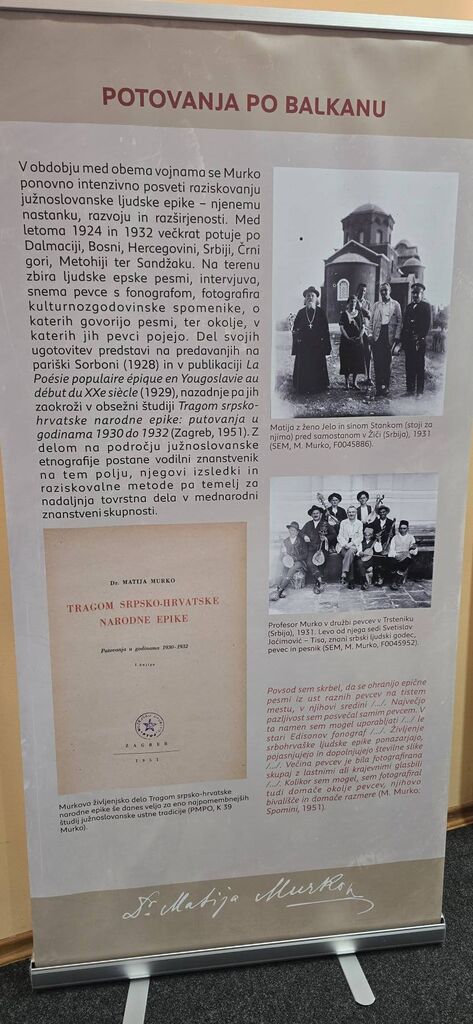 POTOVANJA PO BALKANU
V obdobju med obema vojnama se Murko
ponovno intenzivno posveti raziskovanju
južnoslovanske ljudske epike – njenemu
nastanku, razvoju in razširjenosti. Med
letoma 1924 in 1932 večkrat potuje po
Dalmaciji, Bosni, Hercegovini, Srbiji, Črni
gori, Metohiji ter Sandžaku. Na terenu
zbira ljudske epske pesmi, intervjuva,
snema pevce s fonografom, fotografira
kulturnozgodovinske spomenike, o
katerih govorijo pesmi, ter okolje, v
katerih jih pevci pojejo. Del svojih
ugotovitev predstavi na predavanjih na
pariški Sorboni (1928) in v publikaciji La
Poésie populaire épique en Yougoslavie au
début du XXe siècle (1929), nazadnje pa jih
zaokroži v obsežni študiji Tragom srpsko-
hrvatske narodne epike: putovanja u
godinama 1930 do 1932 (Zagreb, 1951). Z
delom na področju južnoslovanske
etnografije postane vodilni znanstvenik
na tem polju, njegovi izsledki in
raziskovalne metode pa temelj za
nadaljnja tovrstna dela v mednarodni
znanstveni skupnosti.
Matija z ženo Jelo in sinom Stankom (stoji za
njima) pred samostanom v Žiči (Srbija), 1931
(SEM, M. Murko, F0045886).
Profesor Murko v družbi pevcev v Trsteniku
(Srbija), 1931. Levo od njega sedi Svetislav
Jaćimović – Tisa, znani srbski ljudski godec,
pevec in pesnik (SEM, M. Murko, F0045952).
Dr. MATIJA MURKO
TRAGOM SRPSKO-HRVATSKE
NARODNE EPIKE
Putovanja u godinama 1930-1932
I. knjiga
ZAGREB
1951
Murkovo življenjsko delo Tragom srpsko-hrvatske
narodne epike še danes velja za eno najpomembnejših
študij južnoslovanske ustne tradicije (PMPO, K 39
Murko).
Povsod sem skrbel, da se ohranijo epične
pesmi iz ust raznih pevcev na tistem
mestu, v njihovi sredini /.../. Največjo
pazljivost sem posvečal samim pevcem. V
ta namen sem mogel uporabljati /.../ le
stari Edisonov fonograf /.../. Življenje
srbohrvaške ljudske epike ponazarjajo,
pojasnjujejo in dopolnjujejo številne slike
/.../. Večina pevcev je bila fotografirana
skupaj z lastnimi ali krajevnimi glasbili
/.../. Kolikor sem mogel, sem fotografiral
tudi domače okolje pevcev, njihova
bivališče in domače razmere (M. Murko,
Spomini, 1951).
Dr. Matija Murko